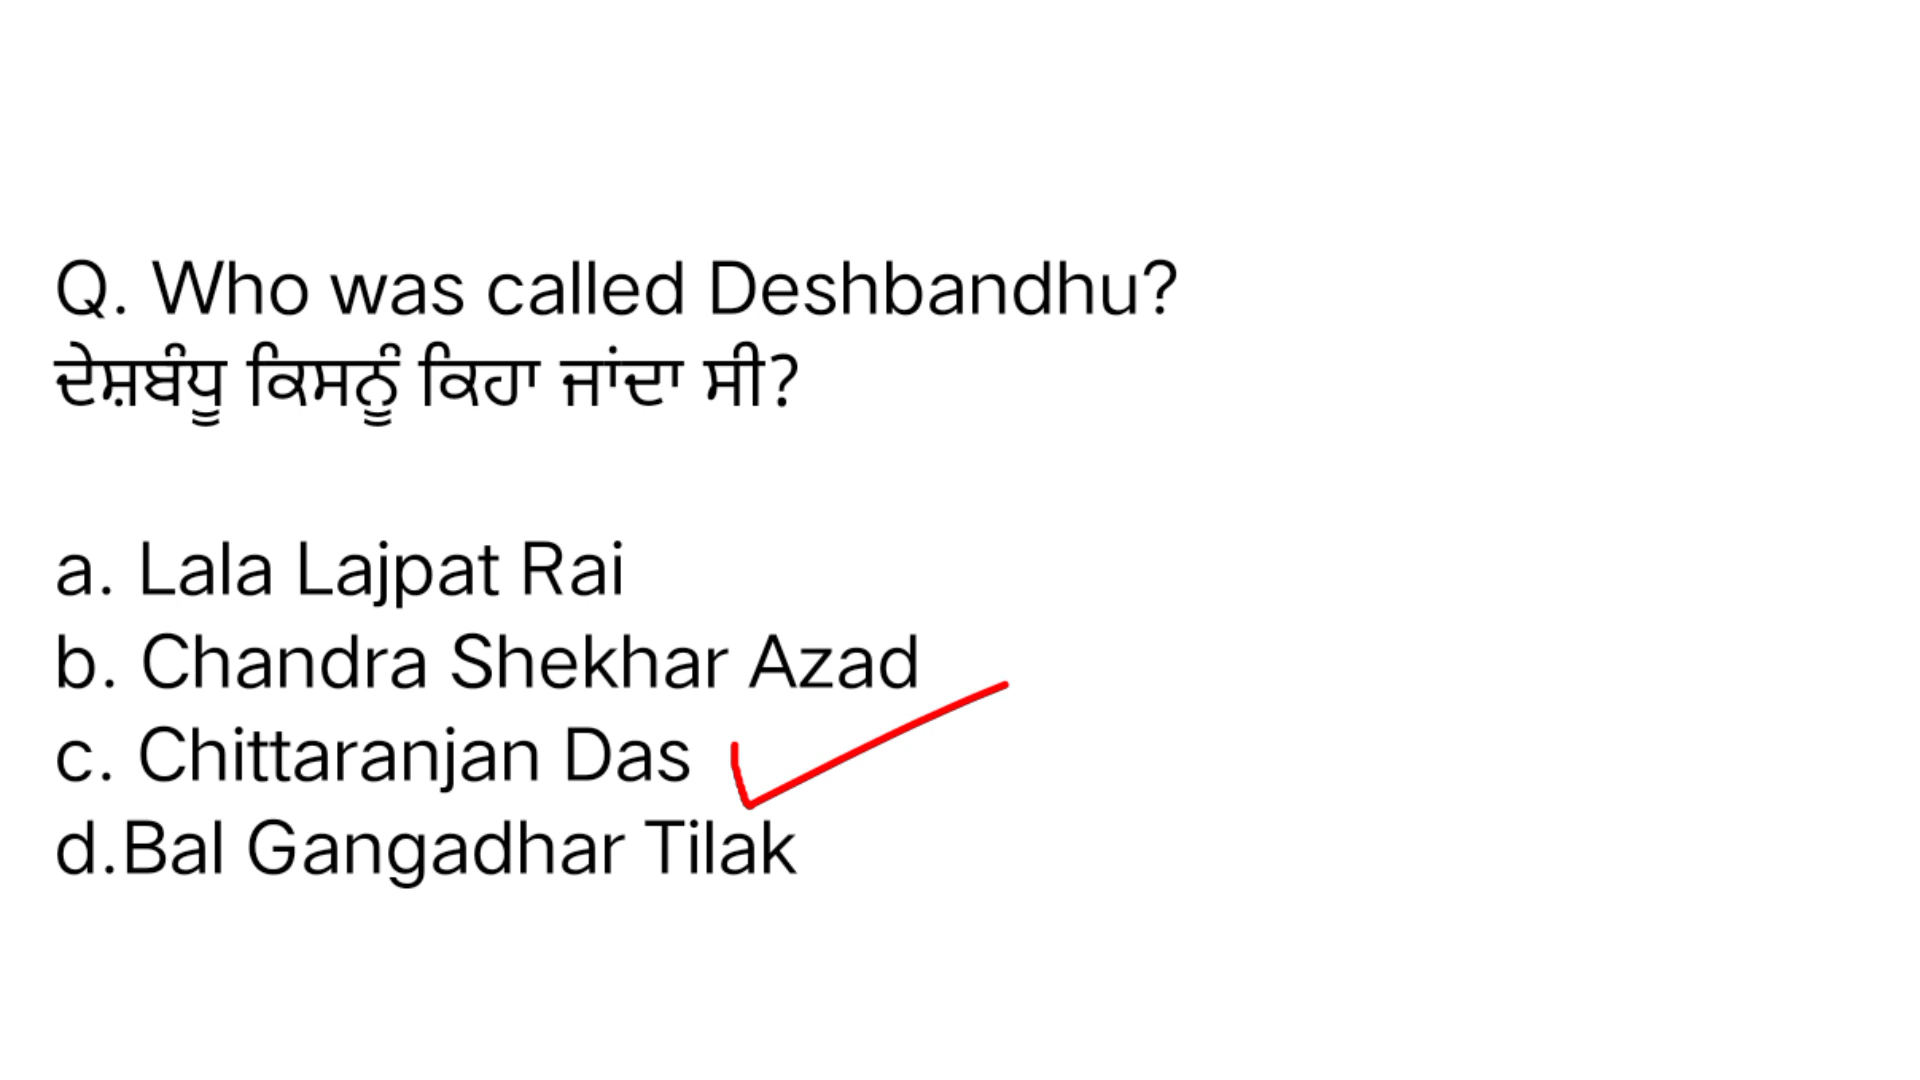 Q. Who was called Deshbandhu?
ਦੇਸ਼ਬੰਧੂ ਕਿਸਨੂੰ ਕਿਹਾ ਜਾਂਦਾ ਸੀ?
a. Lala Lajpat Rai
b. Chandra Shekhar Azad
c. Chittaranjan Das
d.Bal Gangadhar Tilak